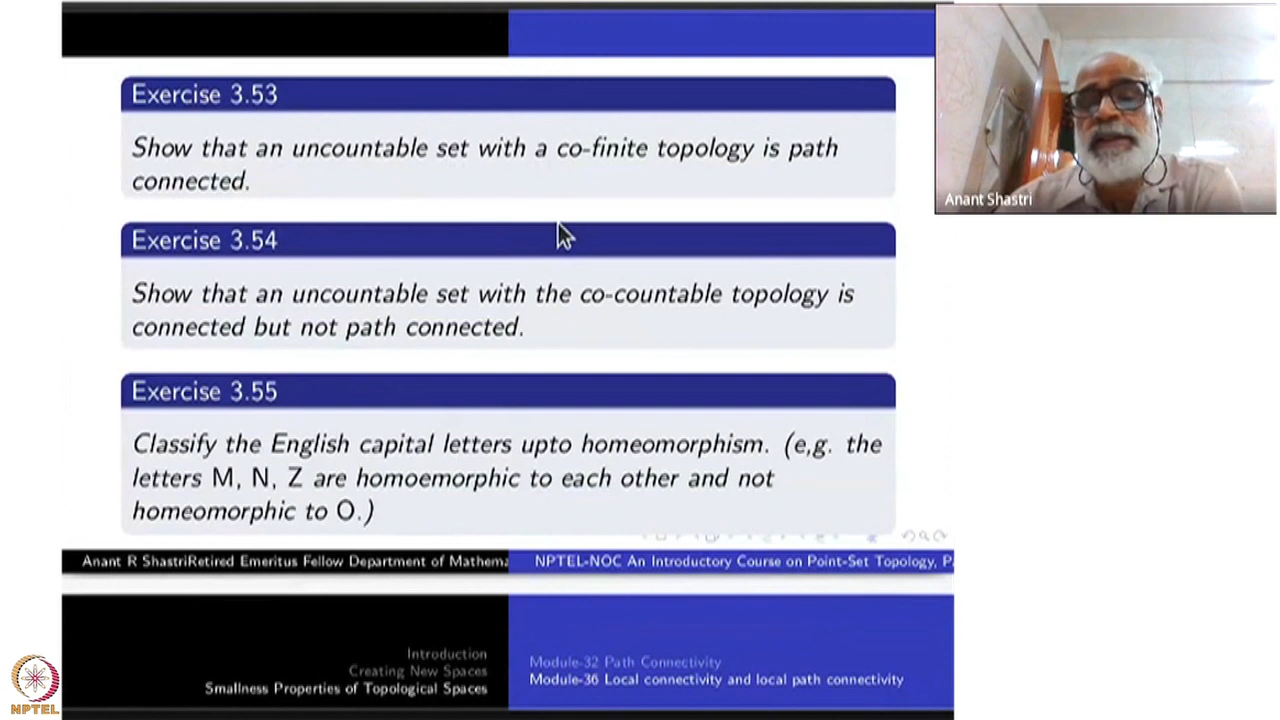 Exercise 3.53
Show that an uncountable set with a co-finite topology is path
connected.
Anant Shastri
Exercise 3.54
Show that an uncountable set with the co-countable topology is
connected but not path connected.
Exercise 3.55
Classify the English capital letters upto homeomorphism. (e,g. the
letters M, N, Z are homoemorphic to each other and not
homeomorphic to O.)
Anant R ShastriRetired Emeritus Fellow Department of Mathema
NPTEL-NOC An Introductory Course on Point-Set Topology, P
Introduction
Creating New Spaces
Smallness Properties of Topological Spaces
Module-32 Path Connectivity
Module-36 Local connectivity and local path connectivity
NPTEL